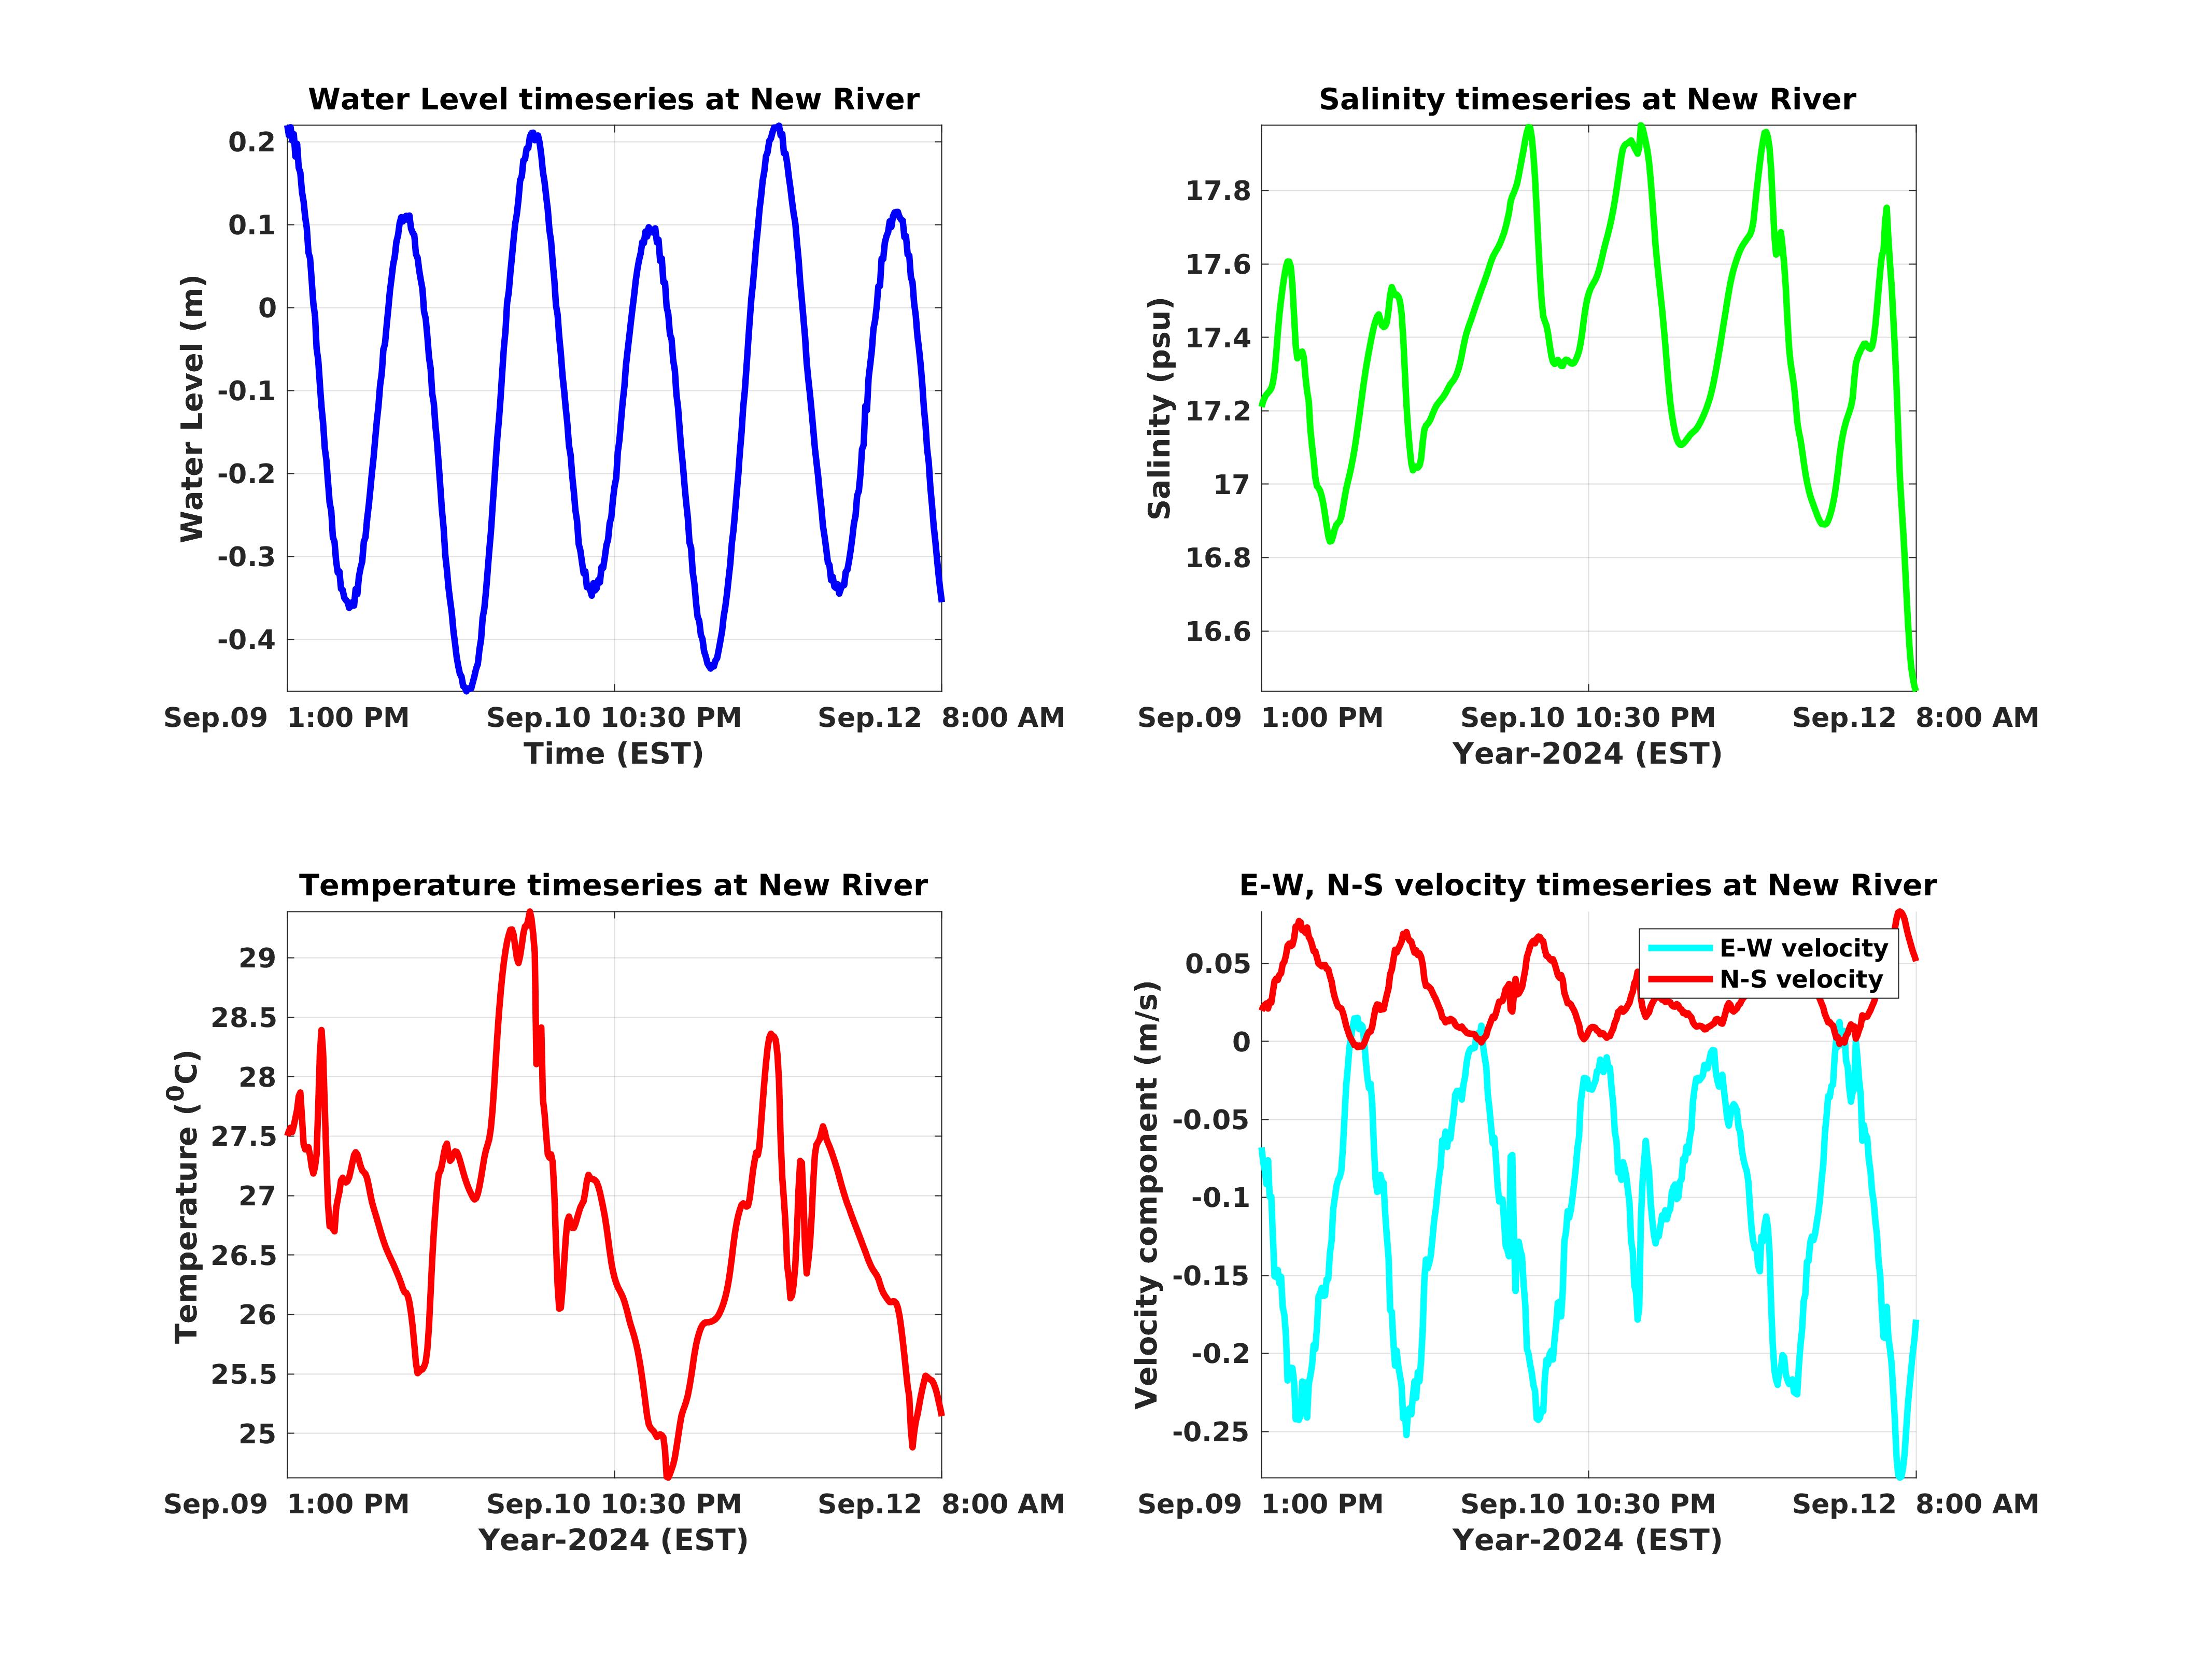 Water Level timeseries at New River
Water Level (m)
0.2
0.1
0
-0.1
-0.2
-0.3
-0.4
Sep.09 1:00 PM
Sep.10 10:30 PM
Sep.12 8:00 AM
Time (EST)
Salinity timeseries at New River
Salinity (psu)
17.8
17.6
17.4
17.2
17
16.8
16.6
Sep.09 1:00 PM
Sep.10 10:30 PM
Sep.12 8:00 AM
Year-2024 (EST)
Temperature timeseries at New River
Temperature (⁰C)
29
28.5
28
27.5
27
26.5
26
25.5
25
Sep.09 1:00 PM
Sep.10 10:30 PM
Sep.12 8:00 AM
Year-2024 (EST)
E-W, N-S velocity timeseries at New River
Velocity component (m/s)
0.05
0
-0.05
-0.1
-0.15
-0.2
-0.25
E-W velocity
N-S velocity
Sep.09 1:00 PM
Sep.10 10:30 PM
Sep.12 8:00 AM
Year-2024 (EST)